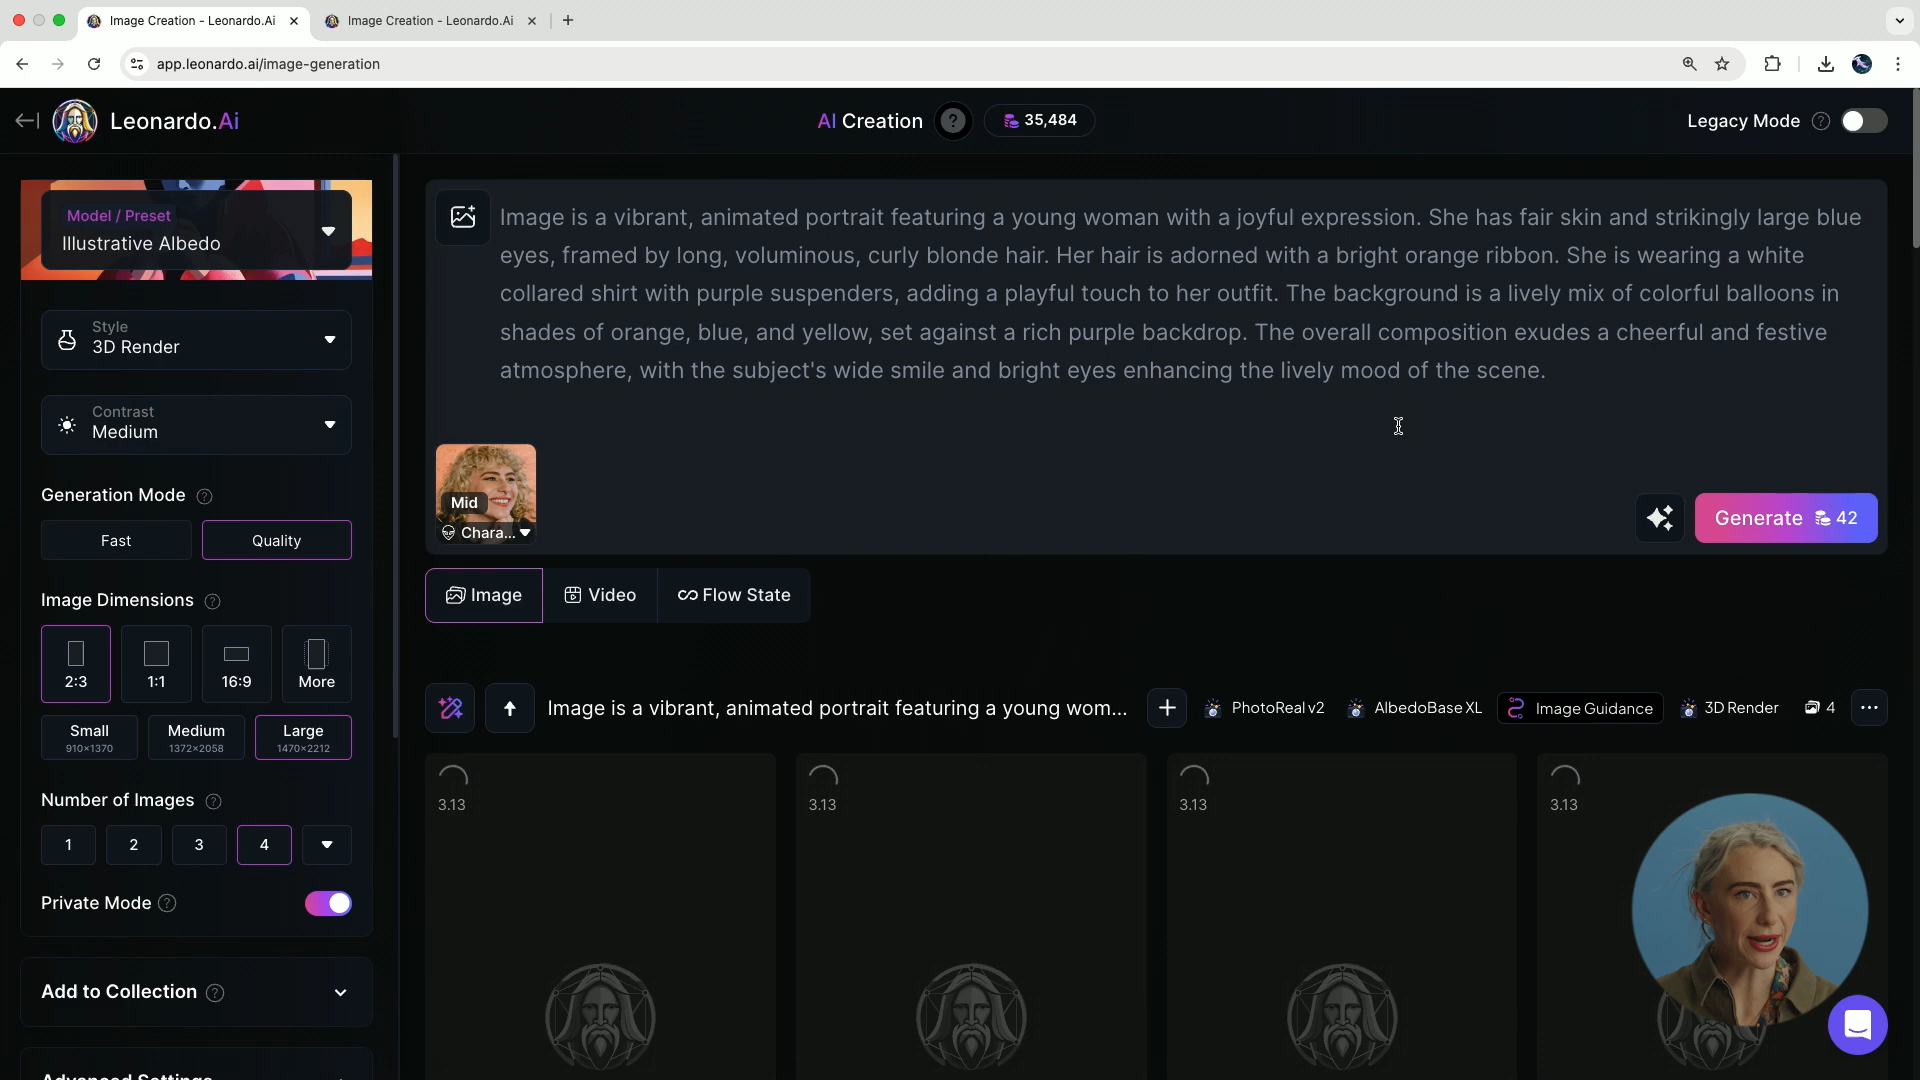 Image Creation - Leonardo.Ai
Image Creation - Leonardo.Ai
app.leonardo.ai/image-generation
Leonardo.Ai
AI Creation ? 35,484
Legacy Mode ?
Model / Preset
Illustrative Albedo
Style
3D Render
Contrast
Medium
Generation Mode ?
Fast
Quality
Image Dimensions ?
2:3
1:1
16:9
More
Small
910×1370
Medium
1372×2058
Large
1470×2212
Number of Images ?
1
2
3
4
Private Mode ?
Add to Collection ?
Advanced Settings
Image is a vibrant, animated portrait featuring a young woman with a joyful expression. She has fair skin and strikingly large blue
eyes, framed by long, voluminous, curly blonde hair. Her hair is adorned with a bright orange ribbon. She is wearing a white
collared shirt with purple suspenders, adding a playful touch to her outfit. The background is a lively mix of colorful balloons in
shades of orange, blue, and yellow, set against a rich purple backdrop. The overall composition exudes a cheerful and festive
atmosphere, with the subject's wide smile and bright eyes enhancing the lively mood of the scene.
Mid
Chara...
Generate 42
Image
Video
Flow State
Image is a vibrant, animated portrait featuring a young wom...
PhotoReal v2
AlbedoBase XL
Image Guidance
3D Render
4
3.13
3.13
3.13
3.13